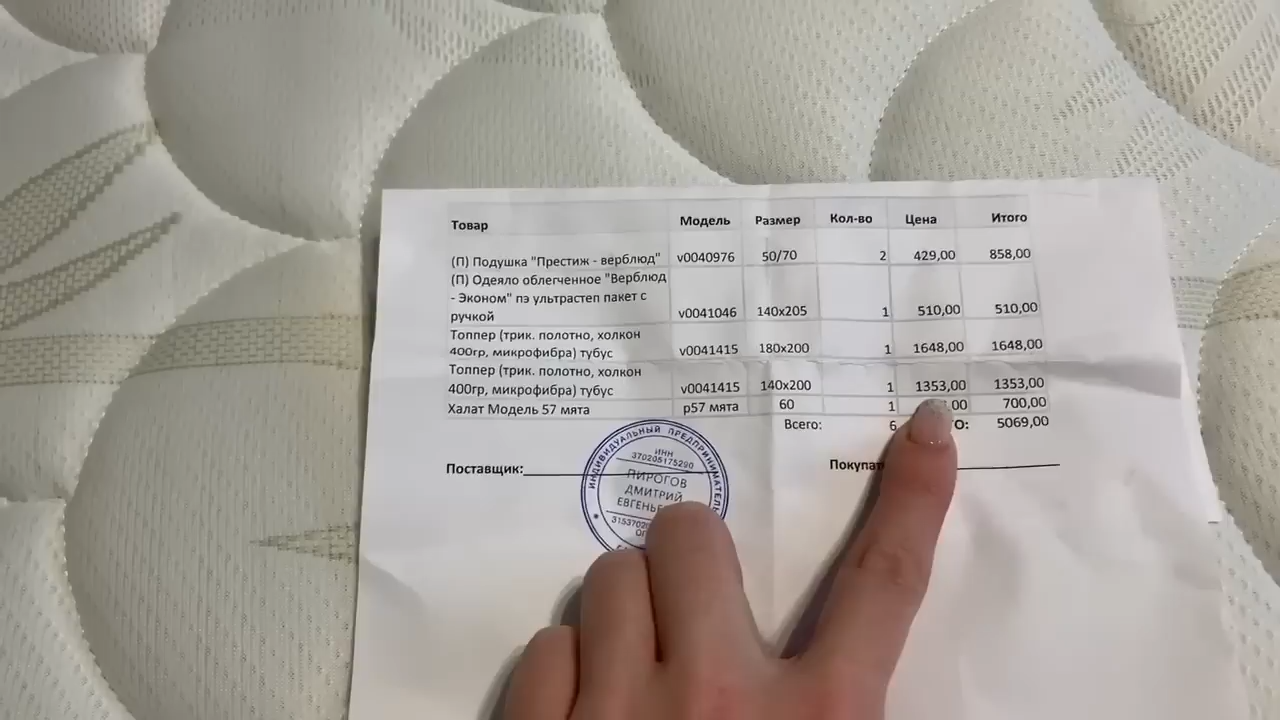 Товар Модель Размер Кол-во Цена Итого
(П) Подушка "Престиж - верблюд" v0040976 50/70 2 429,00 858,00
(П) Одеяло облегченное "Верблюд
- Эконом" пэ ультрастеп пакет с
ручкой v0041046 140х205 1 510,00 510,00
Топпер (трик. полотно, холкон
400гр, микрофибра) тубус v0041415 180х200 1 1648,00 1648,00
Топпер (трик. полотно, холкон
400гр, микрофибра) тубус v0041415 140х200 1 1353,00 1353,00
Халат Модель 57 мята р57 мята 60 1 700,00
Всего: 6 5069,00
Поставщик:
ИНДИВИДУАЛЬНЫЙ ПРЕДПРИНИМАТЕЛЬ
ИНН
370205175290
ПИРОГОВ
ДМИТРИЙ